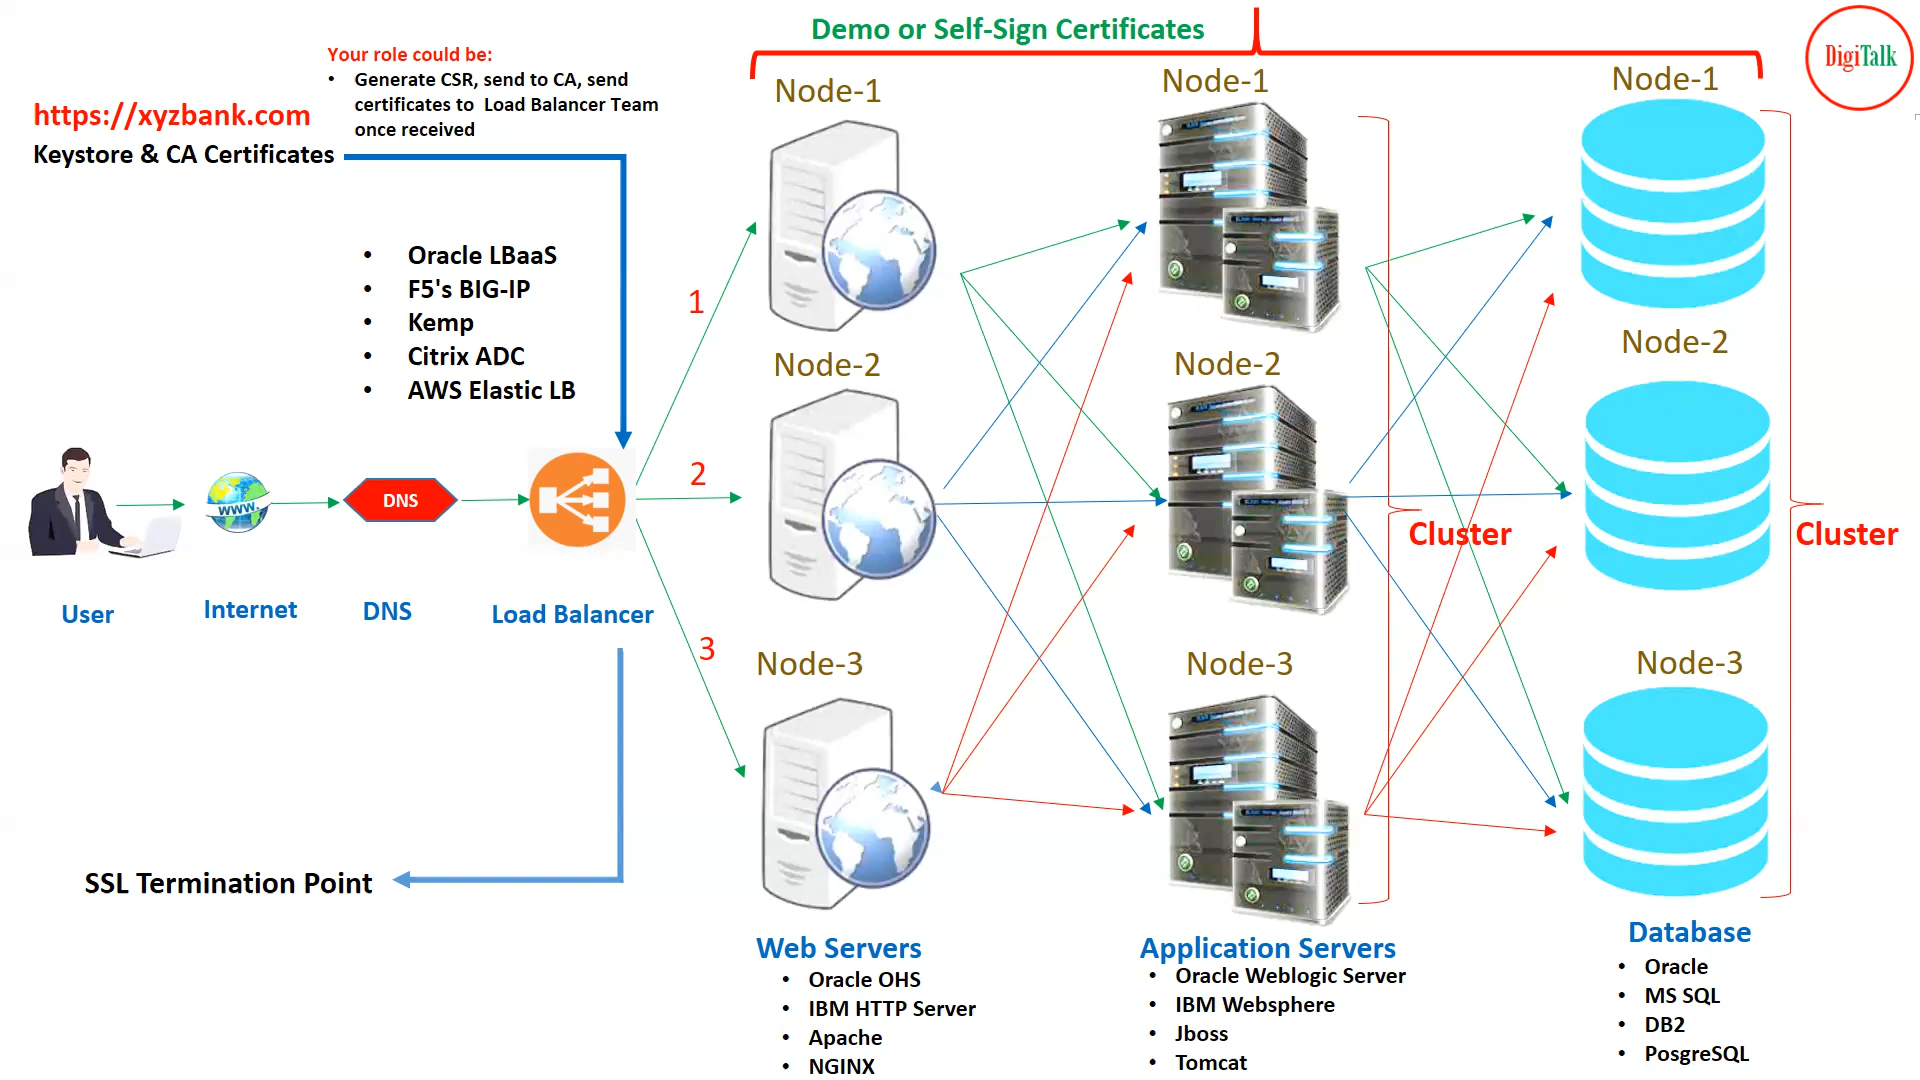 Demo or Self-Sign Certificates
DigiTalk
Your role could be:
• Generate CSR, send to CA, send
certificates to Load Balancer Team
once received
https://xyzbank.com
Keystore & CA Certificates
• Oracle LBaaS
• F5's BIG-IP
• Kemp
• Citrix ADC
• AWS Elastic LB
Node-1
Node-1
Node-1
1
Node-2
Node-2
Node-2
2
WWW.
DNS
Cluster
Cluster
User
Internet
DNS
Load Balancer
3
Node-3
Node-3
Node-3
SSL Termination Point
Web Servers
• Oracle OHS
• IBM HTTP Server
• Apache
• NGINX
Application Servers
• Oracle Weblogic Server
• IBM Websphere
• Jboss
• Tomcat
Database
• Oracle
• MS SQL
• DB2
• PosgreSQL